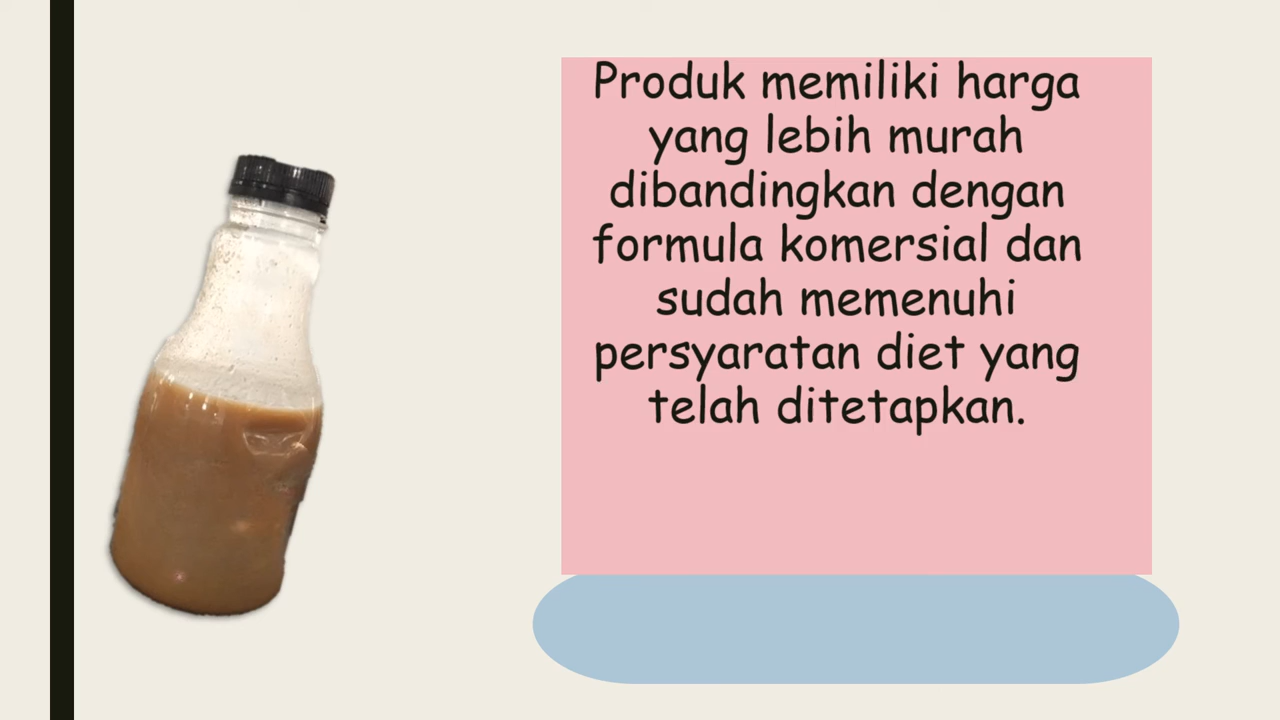 Produk memiliki harga
yang lebih murah
dibandingkan dengan
formula komersial dan
sudah memenuhi
persyaratan diet yang
telah ditetapkan.